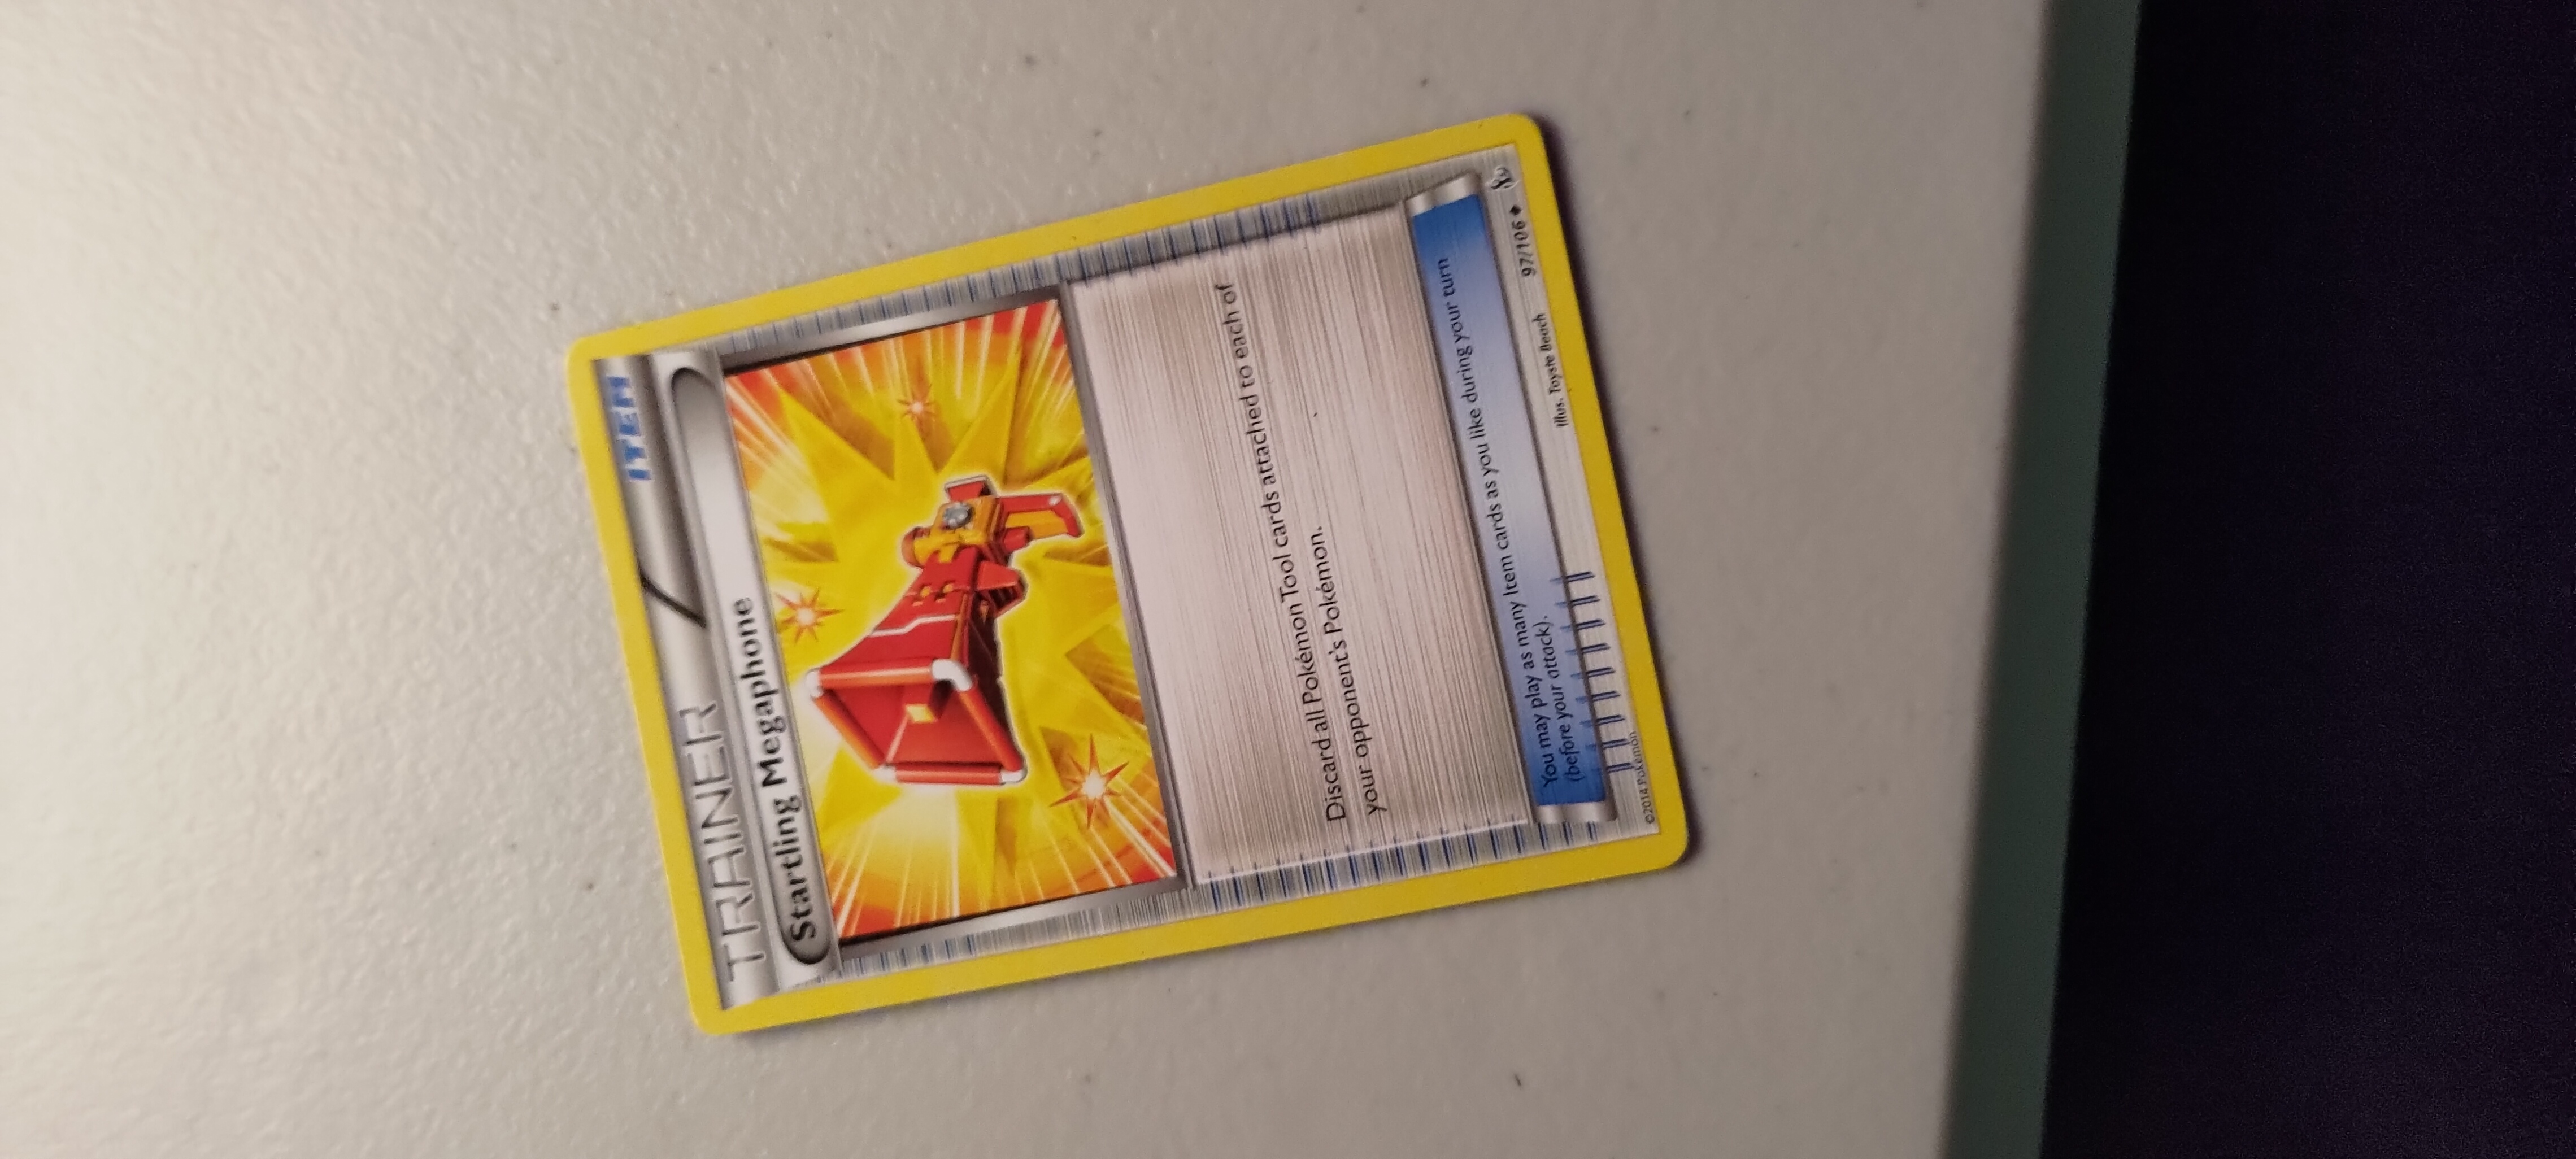 TRAINER
ITEM
Startling Megaphone
Discard all Pokémon Tool cards attached to each of
your opponent's Pokémon.
You may play as many Item cards as you like during your turn
(before your attack).
Illus. Toyste Beach
97/106
©2014 Pokémon